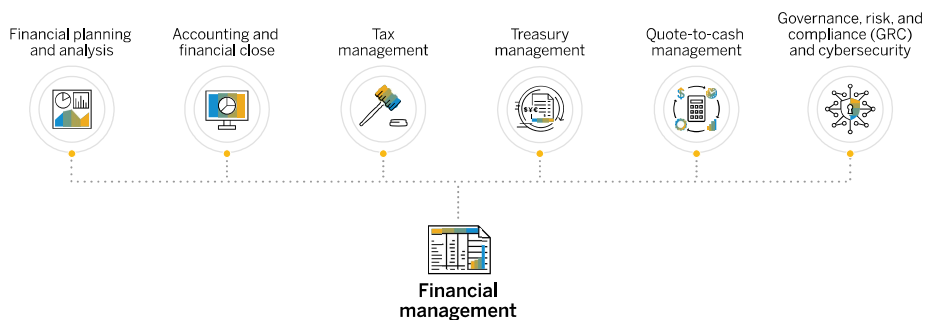 Financial planning
and analysis
Accounting and
financial close
Tax
management
Treasury
management
Quote-to-cash
management
Governance, risk, and
compliance (GRC)
and cybersecurity
$
$¥€
Financial
management